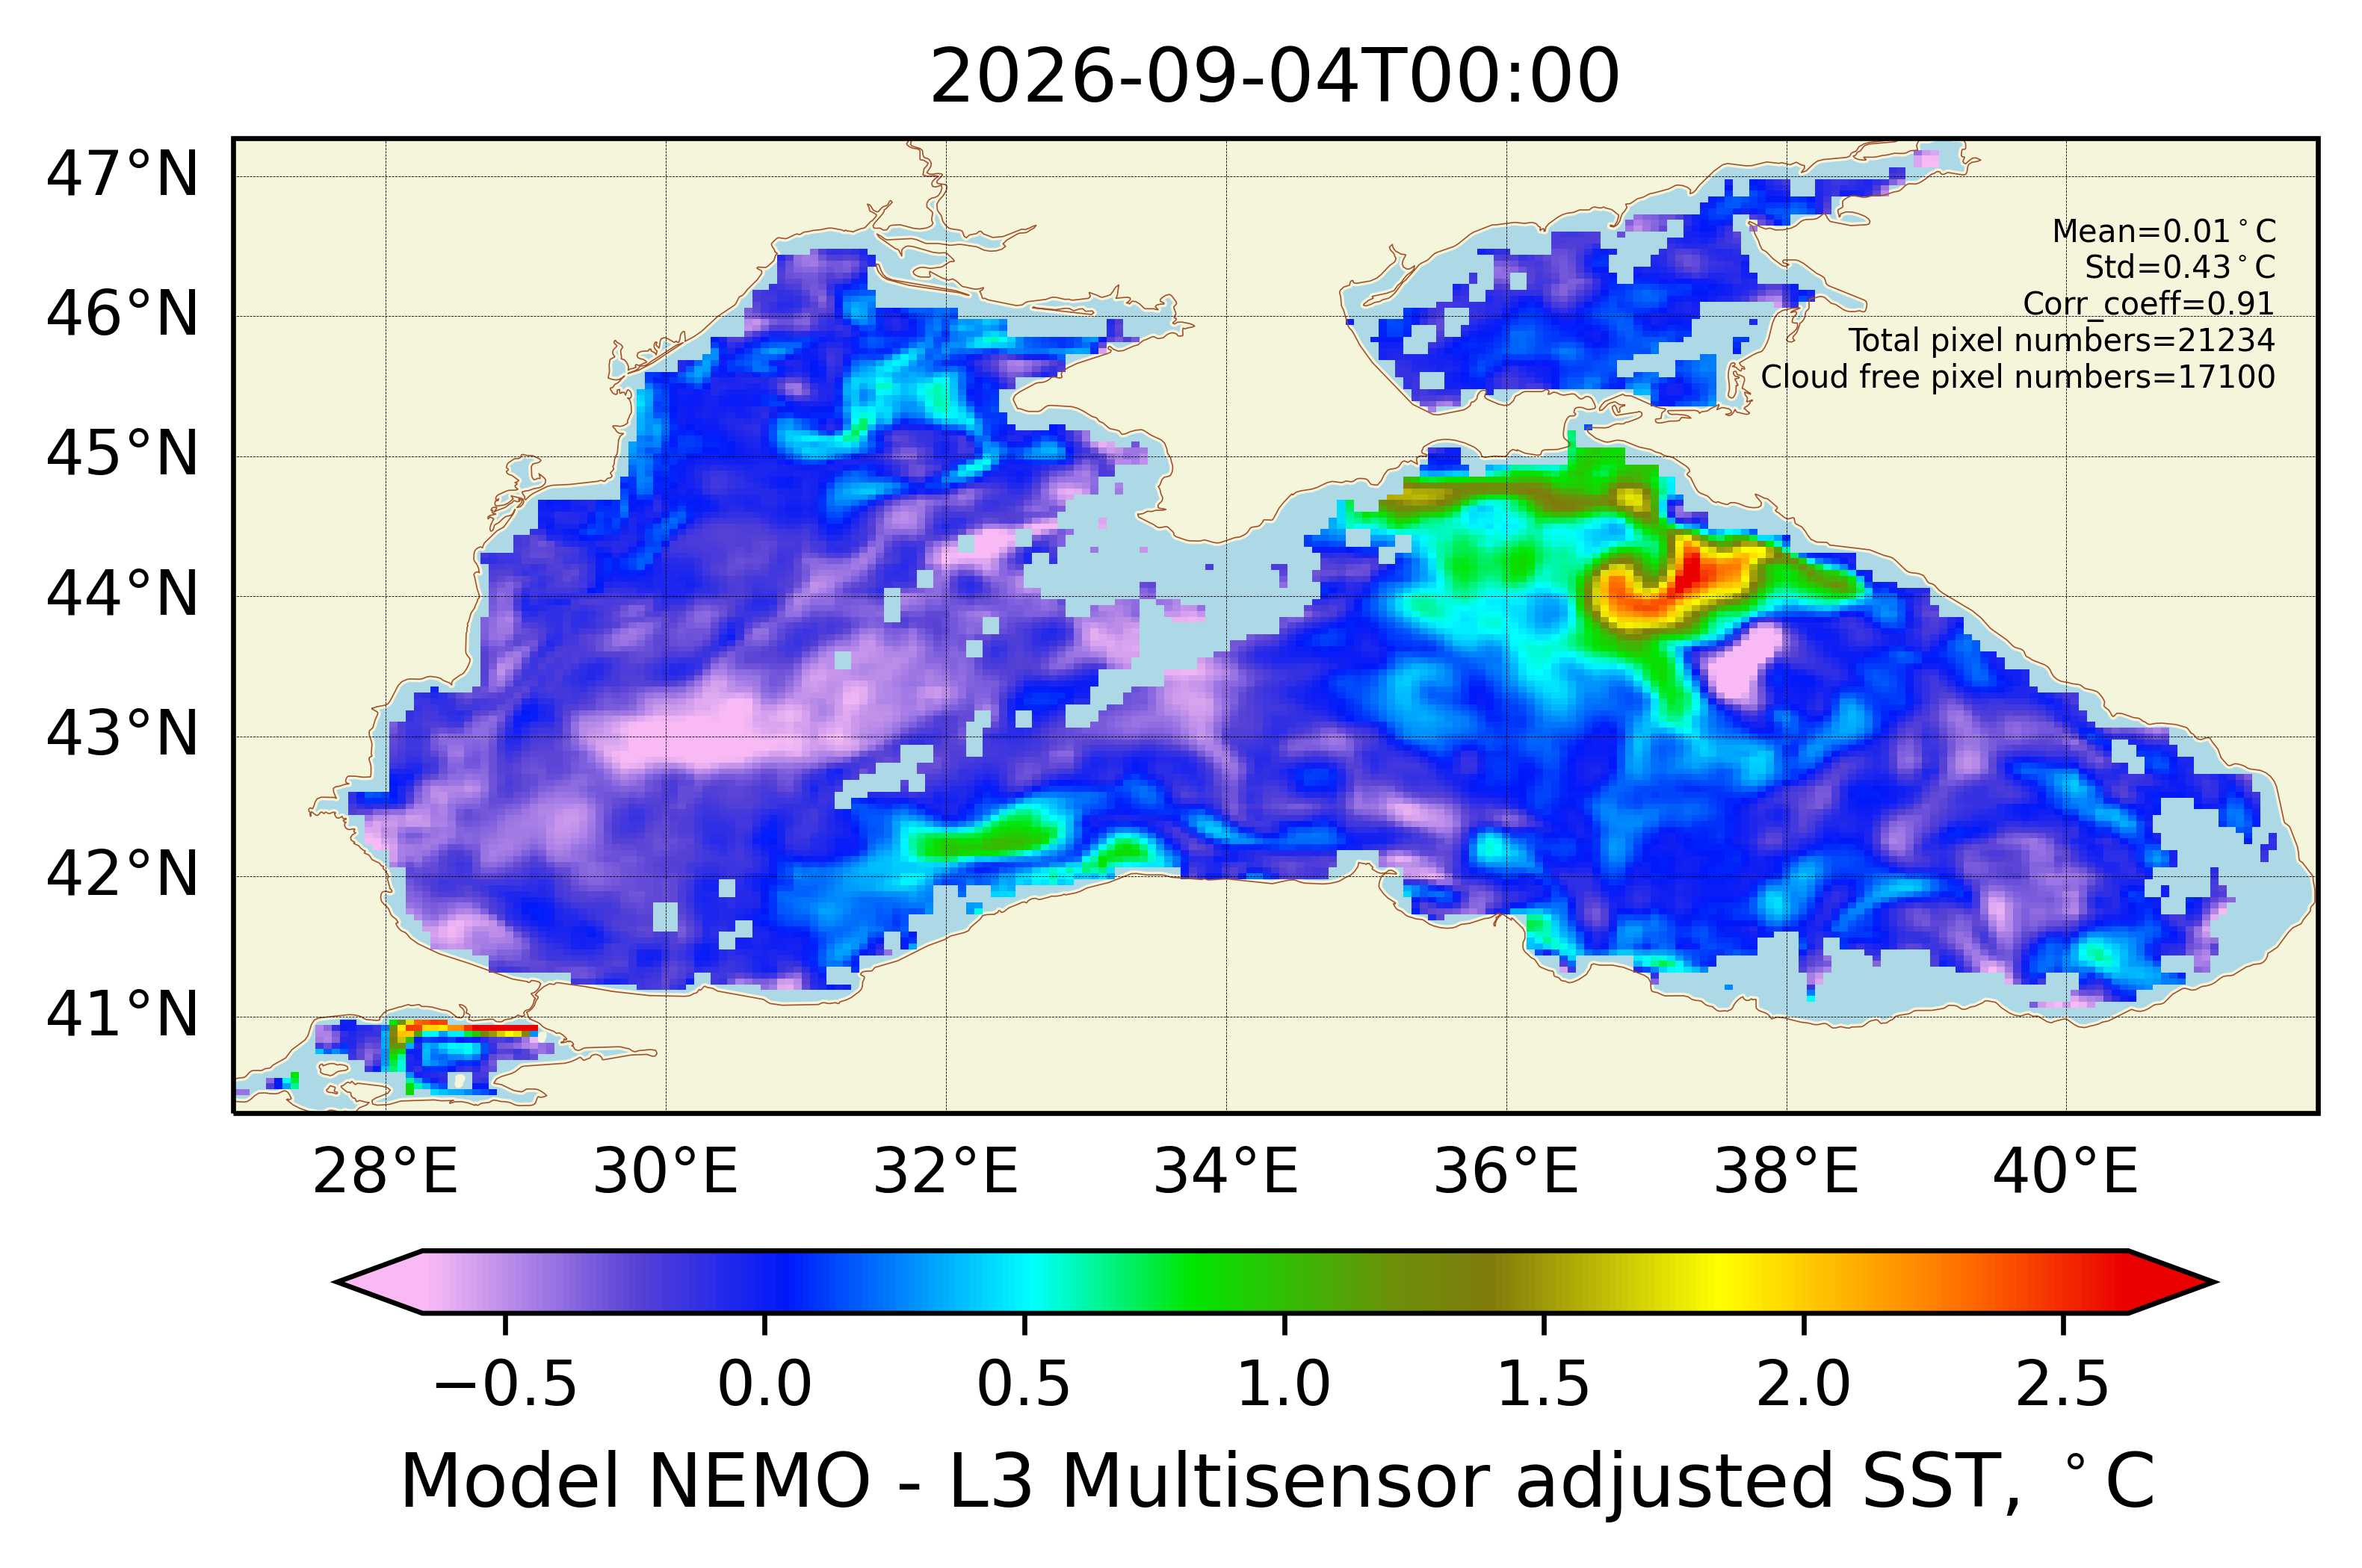 2026-09-04T00:00
47°N
46°N
45°N
44°N
43°N
42°N
41°N
Mean=0.01°C
Std=0.43°C
Corr_coeff=0.91
Total pixel numbers=21234
Cloud free pixel numbers=17100
28°E 30°E 32°E 34°E 36°E 38°E 40°E
−0.5 0.0 0.5 1.0 1.5 2.0 2.5
Model NEMO - L3 Multisensor adjusted SST, °C